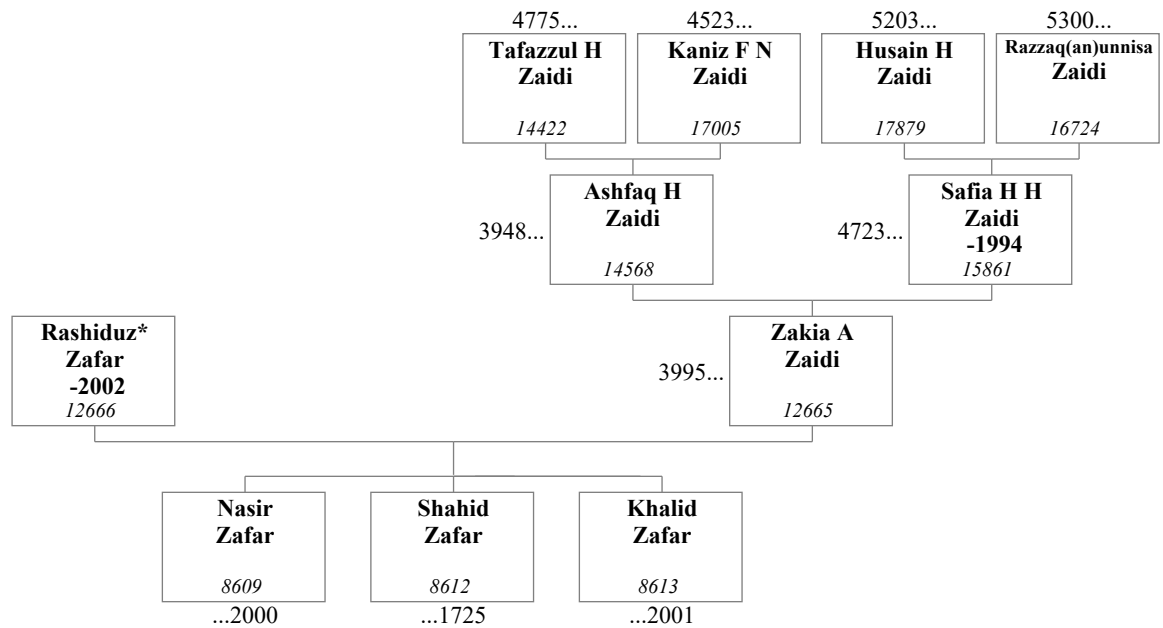 4775...
4523...
5203...
5300...
Tafazzul H
Zaidi
14422
Kaniz F N
Zaidi
17005
Husain H
Zaidi
17879
Razzaq(an)unnisa
Zaidi
16724
3948...
Ashfaq H
Zaidi
14568
4723...
Safia H H
Zaidi
-1994
15861
Rashiduz*
Zafar
-2002
12666
3995...
Zakia A
Zaidi
12665
Nasir
Zafar
8609
...2000
Shahid
Zafar
8612
...1725
Khalid
Zafar
8613
...2001